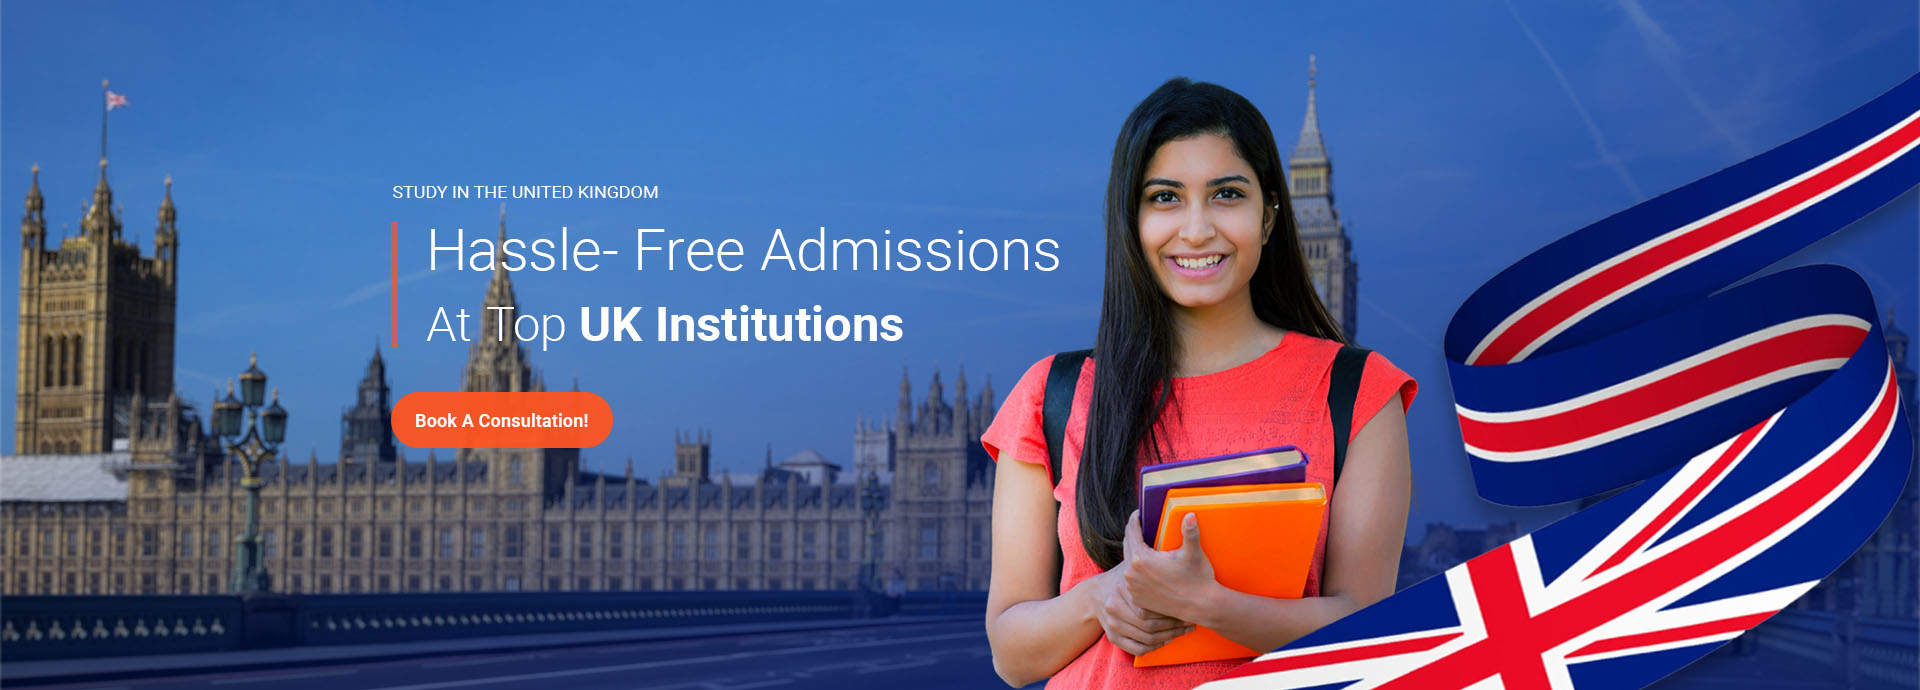 STUDY IN THE UNITED KINGDOM
Hassle- Free Admissions
At Top UK Institutions
Book A Consultation!